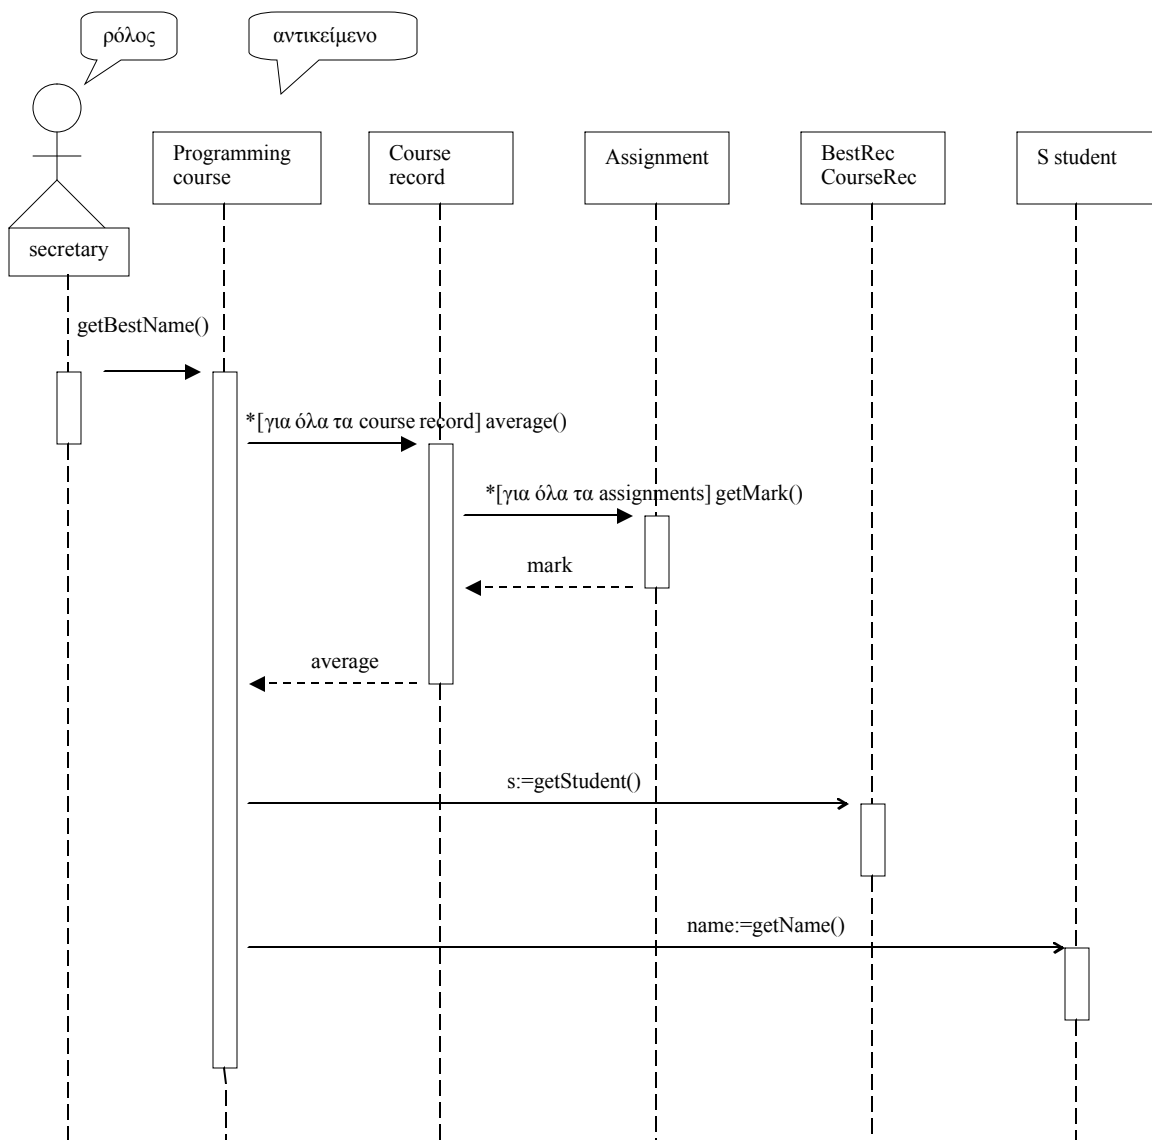 ρόλος
αντικείμενο
Programming
course
Course
record
Assignment
BestRec
CourseRec
S student
secretary
getBestName()
*[για όλα τα course record] average()
*[για όλα τα assignments] getMark()
mark
average
s:=getStudent()
name:=getName()